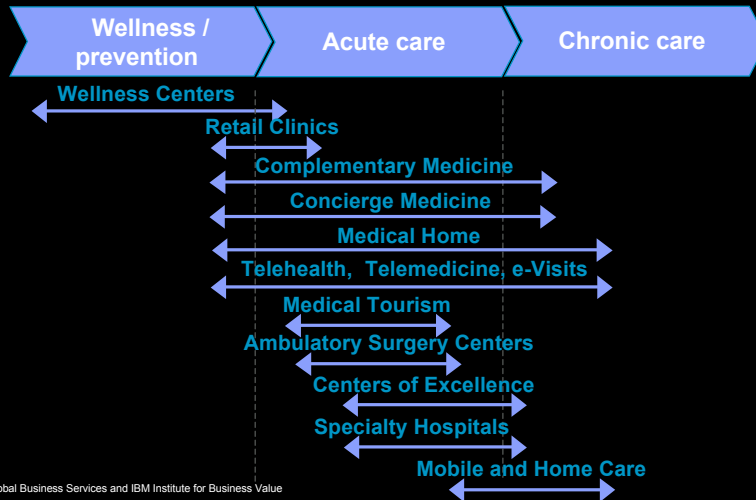 Wellness /
prevention
Acute care
Chronic care
Wellness Centers
Retail Clinics
Complementary Medicine
Concierge Medicine
Medical Home
Telehealth, Telemedicine, e-Visits
Medical Tourism
Ambulatory Surgery Centers
Centers of Excellence
Specialty Hospitals
Mobile and Home Care
Business Services and IBM Institute for Business Value